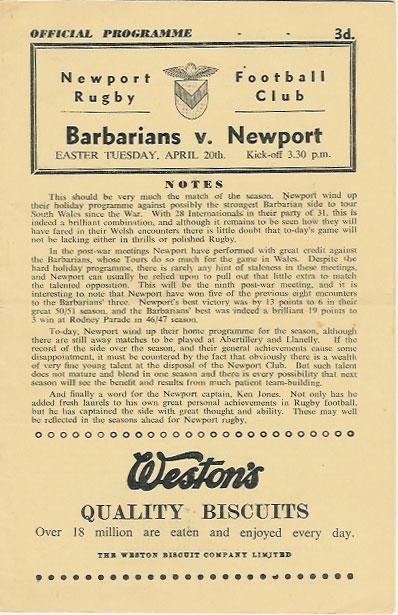 OFFICIAL PROGRAMME - - 3d.
Newport Football
Rugby Club
Barbarians v. Newport
EASTER TUESDAY, APRIL 20th. Kick-off 3.30 p.m.
NOTES
This should be very much the match of the season. Newport wind up
their holiday programme against possibly the strongest Barbarian side to tour
South Wales since the War. With 28 Internationals in their party of 31, this is
indeed a brilliant combination, and although it remains to be seen how they will
have fared in their Welsh encounters there is little doubt that to-day's game will
not be lacking either in thrills or polished Rugby.
In the post-war meetings Newport have performed with great credit against
the Barbarians, whose Tours do so much for the game in Wales. Despite the
hard holiday programme, there is rarely any hint of staleness in these meetings,
and Newport can usually be relied upon to pull out that little extra to match
the talented opposition. This will be the ninth post-war meeting, and it is
interesting to note that Newport have won five of the previous eight encounters
to the Barbarians' three. Newport's best victory was by 13 points to 6 in their
great 50/51 season, and the Barbarians' best was indeed a brilliant 19 points to
3 win at Rodney Parade in 46/47 season.
To-day, Newport wind up their home programme for the season, although
there are still away matches to be played at Abertillery and Llanelly. If the
record of the side over the season, and their general achievements cause some
disappointment, it must be countered by the fact that obviously there is a wealth
of very fine young talent at the disposal of the Newport Club. But such talent
does not mature and blend in one season and there is every possibility that next
season will see the benefit and results from much patient team-building.
And finally a word for the Newport captain, Ken Jones. Not only has he
added fresh laurels to his own great personal achievements in Rugby football,
but he has captained the side with great thought and ability. These may well
be reflected in the seasons ahead for Newport rugby.
Weston's
QUALITY BISCUITS
Over 18 million are eaten and enjoyed every day.
THE WESTON BISCUIT COMPANY LIMITED